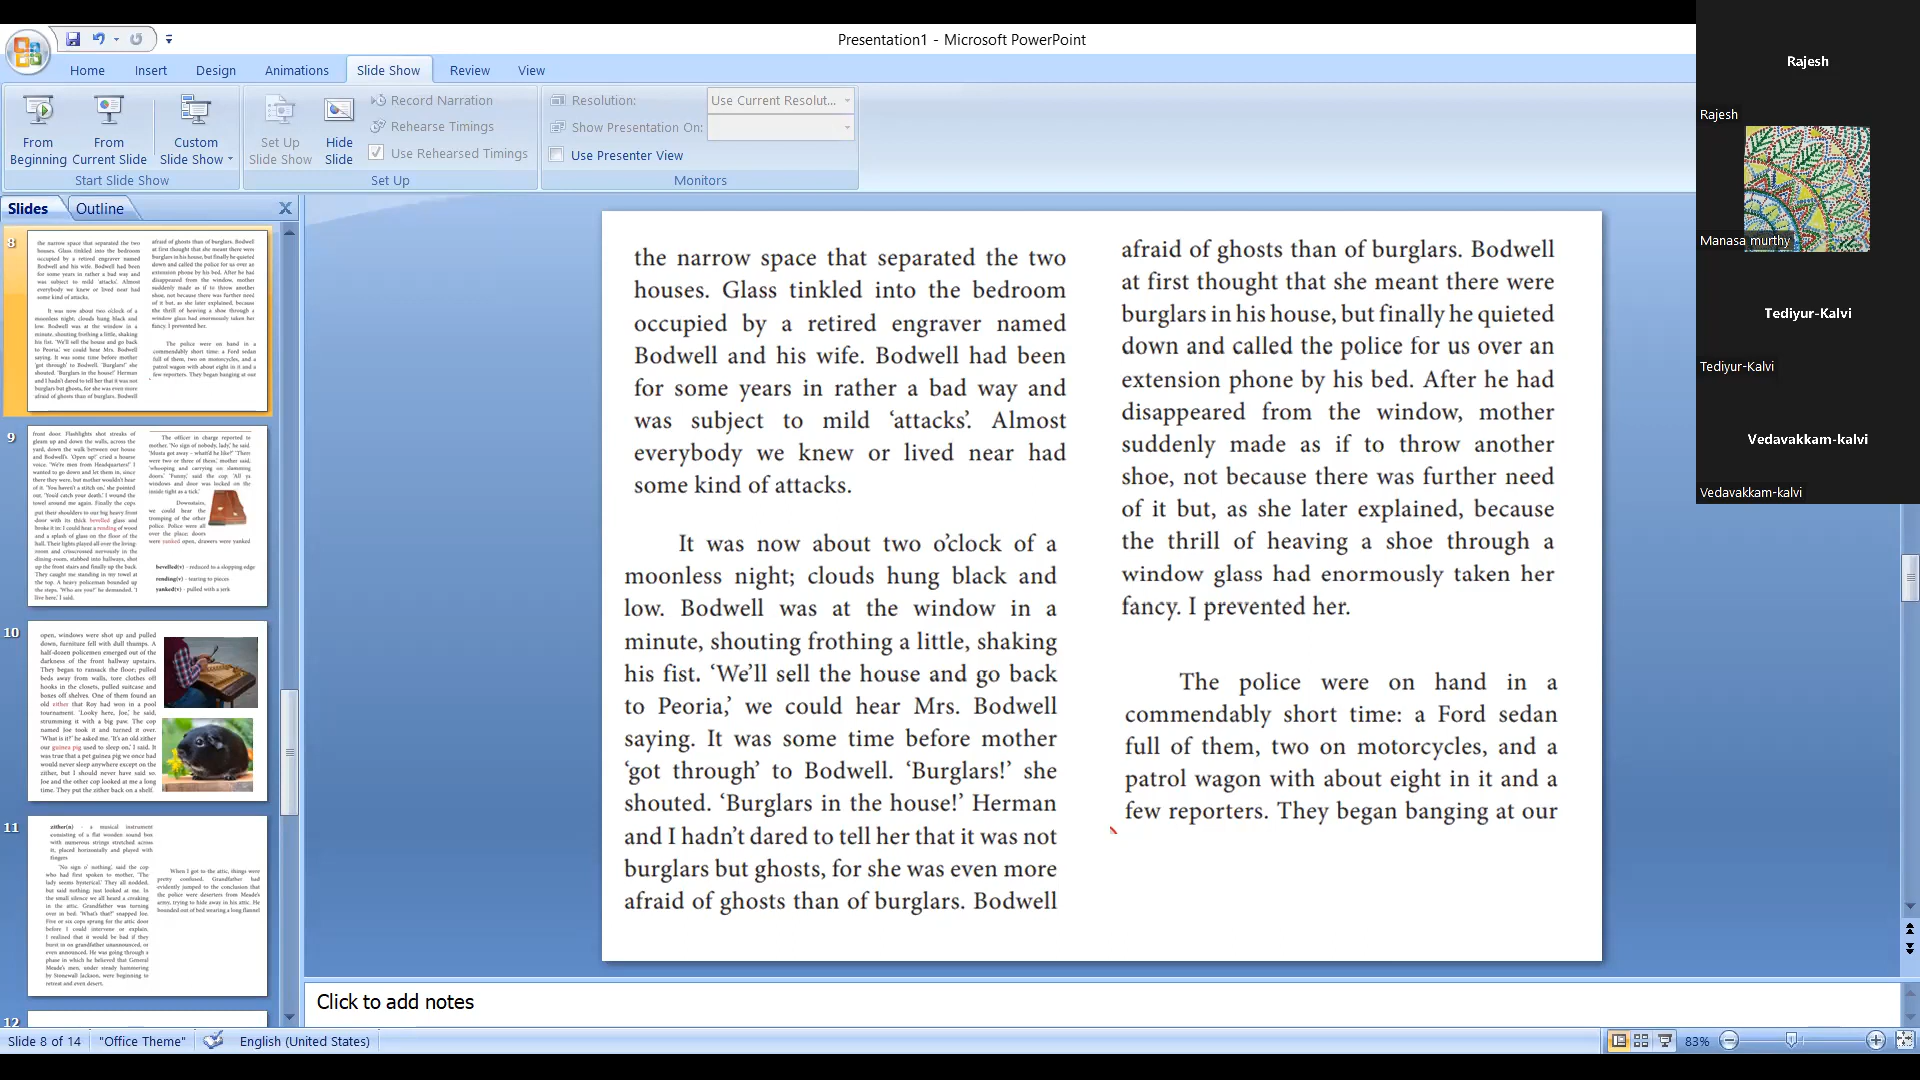 Presentation1 - Microsoft PowerPoint
Home Insert Design Animations Slide Show Review View
From Beginning
From Current Slide
Custom Slide Show
Start Slide Show
Set Up Slide Show
Hide Slide
Record Narration
Rehearse Timings
Use Rehearsed Timings
Set Up
Resolution: Use Current Resolut...
Show Presentation On:
Use Presenter View
Monitors
Slides Outline
8
9
10
11
12
the narrow space that separated the two
houses. Glass tinkled into the bedroom
occupied by a retired engraver named
Bodwell and his wife. Bodwell had been
for some years in rather a bad way and
was subject to mild ‘attacks’. Almost
everybody we knew or lived near had
some kind of attacks.
It was now about two o’clock of a
moonless night; clouds hung black and
low. Bodwell was at the window in a
minute, shouting frothing a little, shaking
his fist. ‘We’ll sell the house and go back
to Peoria,’ we could hear Mrs. Bodwell
saying. It was some time before mother
‘got through’ to Bodwell. ‘Burglars!’ she
shouted. ‘Burglars in the house!’ Herman
and I hadn’t dared to tell her that it was not
burglars but ghosts, for she was even more
afraid of ghosts than of burglars. Bodwell
afraid of ghosts than of burglars. Bodwell
at first thought that she meant there were
burglars in his house, but finally he quieted
down and called the police for us over an
extension phone by his bed. After he had
disappeared from the window, mother
suddenly made as if to throw another
shoe, not because there was further need
of it but, as she later explained, because
the thrill of heaving a shoe through a
window glass had enormously taken her
fancy. I prevented her.
The police were on hand in a
commendably short time: a Ford sedan
full of them, two on motorcycles, and a
patrol wagon with about eight in it and a
few reporters. They began banging at our
Click to add notes
Slide 8 of 14 "Office Theme" English (United States) 83%
Rajesh
Rajesh
Manasa murthy
Tediyur-Kalvi
Tediyur-Kalvi
Vedavakkam-kalvi
Vedavakkam-kalvi